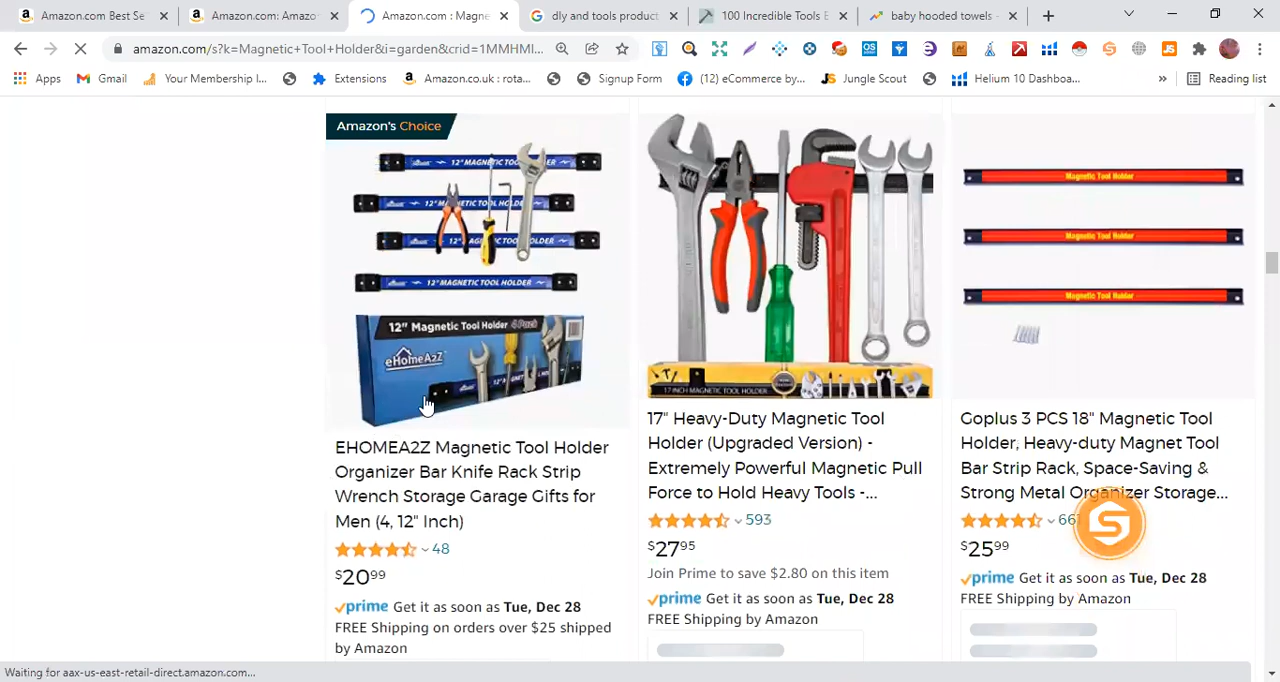 Amazon.com Best Se
Amazon.com: Amazo
Amazon.com : Magne
dly and tools product
100 Incredible Tools E
baby hooded towels -
amazon.com/s?k=Magnetic+Tool+Holder&i=garden&crid=1MMHMI...
Apps
Gmail
Your Membership I...
Extensions
Amazon.co.uk : rota...
Signup Form
(12) eCommerce by...
Jungle Scout
Helium 10 Dashboa...
»
Reading list
Amazon's Choice
12" MAGNETIC TOOL HOLDER
MAGNETIC TOOL HOLDER
12" Magnetic Tool Holder 4 Pack
eHomeA2Z
17 INCH MAGNETIC TOOL HOLDER
Magnetic Tool Holder
Magnetic Tool Holder
Magnetic Tool Holder
EHOMEA2Z Magnetic Tool Holder
Organizer Bar Knife Rack Strip
Wrench Storage Garage Gifts for
Men (4, 12" Inch)
48
$2099
prime Get it as soon as Tue, Dec 28
FREE Shipping on orders over $25 shipped
by Amazon
17" Heavy-Duty Magnetic Tool
Holder (Upgraded Version) -
Extremely Powerful Magnetic Pull
Force to Hold Heavy Tools -...
593
$2795
Join Prime to save $2.80 on this item
prime Get it as soon as Tue, Dec 28
FREE Shipping by Amazon
Goplus 3 PCS 18" Magnetic Tool
Holder, Heavy-duty Magnet Tool
Bar Strip Rack, Space-Saving &
Strong Metal Organizer Storage...
661
$2599
prime Get it as soon as Tue, Dec 28
FREE Shipping by Amazon
Waiting for aax-us-east-retail-direct.amazon.com...